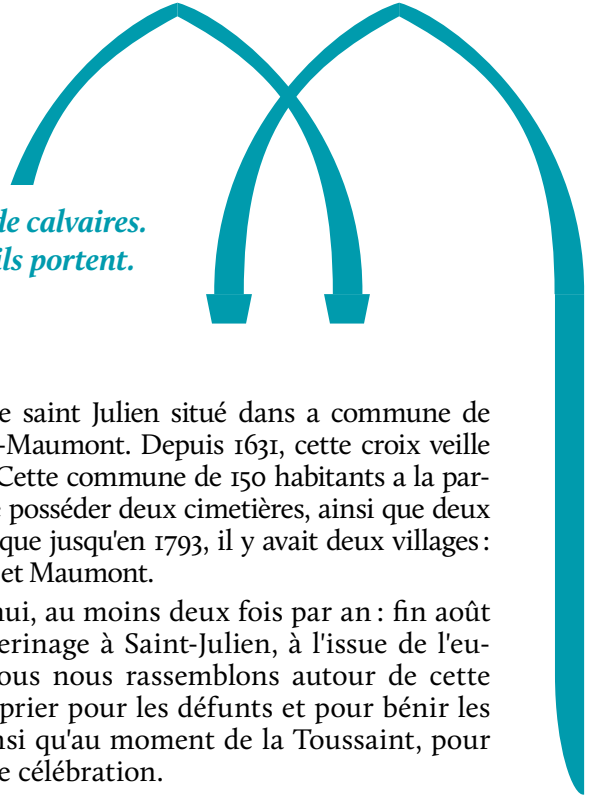 de calvaires.
ils portent.
e saint Julien situé dans a commune de
-Maumont. Depuis 1631, cette croix veille
Cette commune de 150 habitants a la par-
e posséder deux cimetières, ainsi que deux
que jusqu'en 1793, il y avait deux villages :
et Maumont.
nui, au moins deux fois par an : fin août
erinage à Saint-Julien, à l'issue de l'eu-
ous nous rassemblons autour de cette
prier pour les défunts et pour bénir les
nsi qu'au moment de la Toussaint, pour
e célébration.